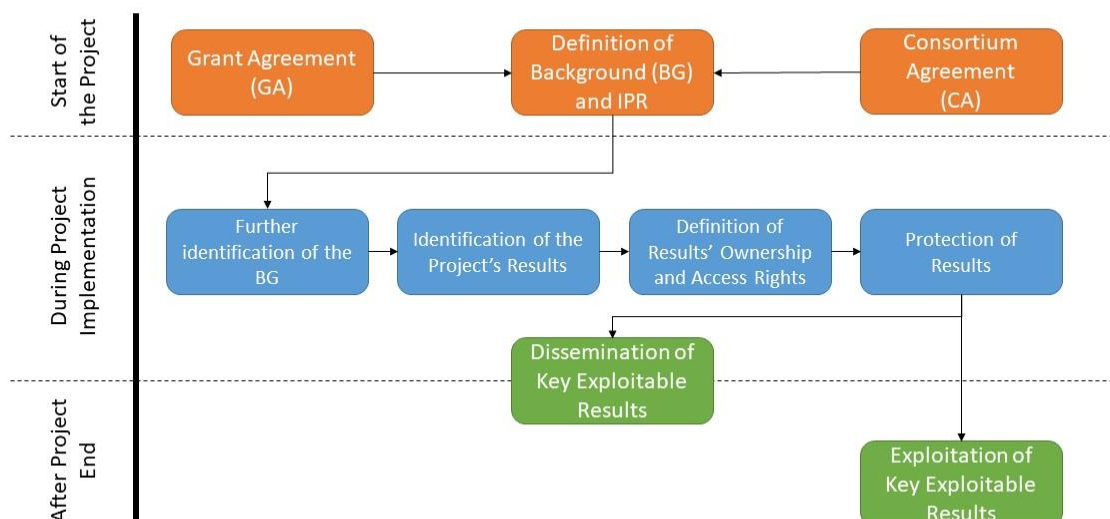 Start of
the Project
Grant Agreement
(GA)
Definition of
Background (BG)
and IPR
Consortium
Agreement
(CA)
During Project
Implementation
Further
identification of the
BG
Identification of the
Project's Results
Definition of
Results' Ownership
and Access Rights
Protection of
Results
Dissemination of
Key Exploitable
Results
After Project
End
Exploitation of
Key Exploitable
Results